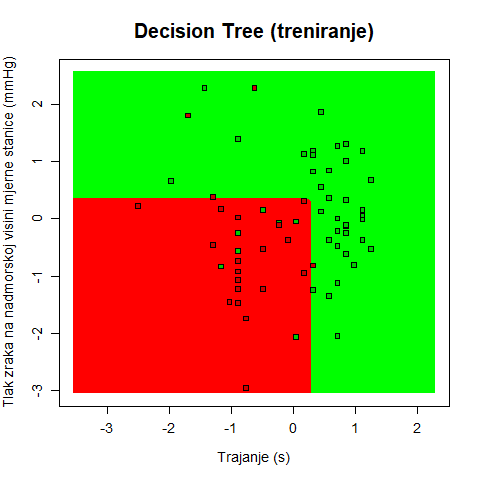 Decision Tree (treniranje)
Tlak zraka na nadmorskoj visini mjerne stanice (mmHg)
2
1
0
-1
-2
-3
-3 -2 -1 0 1 2
Trajanje (s)